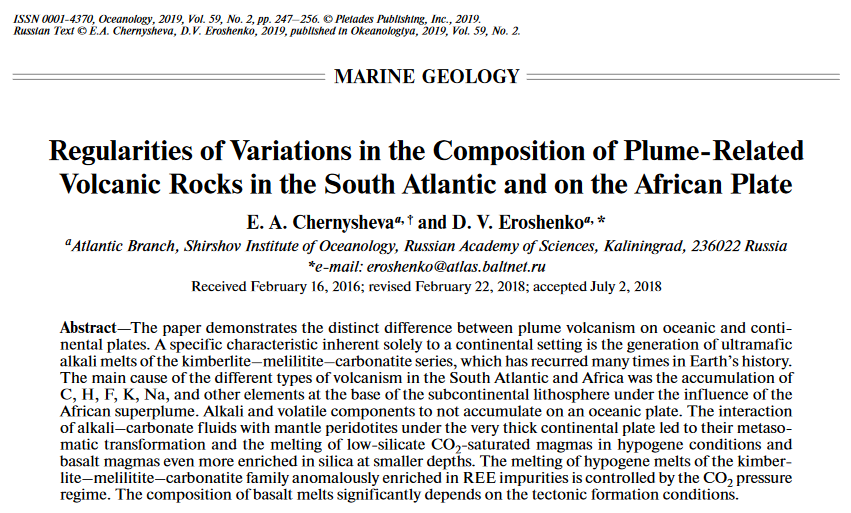 ISSN 0001-4370, Oceanology, 2019, Vol. 59, No. 2, pp. 247–256. © Pleiades Publishing, Inc., 2019.
Russian Text © E.A. Chernysheva, D.V. Eroshenko, 2019, published in Okeanologiya, 2019, Vol. 59, No. 2.
MARINE GEOLOGY
Regularities of Variations in the Composition of Plume-Related
Volcanic Rocks in the South Atlantic and on the African Plate
E. A. Chernysheva^a, † and D. V. Eroshenko^a, *
^a Atlantic Branch, Shirshov Institute of Oceanology, Russian Academy of Sciences, Kaliningrad, 236022 Russia
*e-mail: eroshenko@atlas.baltnet.ru
Received February 16, 2016; revised February 22, 2018; accepted July 2, 2018
Abstract—The paper demonstrates the distinct difference between plume volcanism on oceanic and conti-
nental plates. A specific characteristic inherent solely to a continental setting is the generation of ultramafic
alkali melts of the kimberlite–melilitite–carbonatite series, which has recurred many times in Earth's history.
The main cause of the different types of volcanism in the South Atlantic and Africa was the accumulation of
C, H, F, K, Na, and other elements at the base of the subcontinental lithosphere under the influence of the
African superplume. Alkali and volatile components to not accumulate on an oceanic plate. The interaction
of alkali–carbonate fluids with mantle peridotites under the very thick continental plate led to their metaso-
matic transformation and the melting of low-silicate CO₂-saturated magmas in hypogene conditions and
basalt magmas even more enriched in silica at smaller depths. The melting of hypogene melts of the kimber-
lite–melilitite–carbonatite family anomalously enriched in REE impurities is controlled by the CO₂ pressure
regime. The composition of basalt melts significantly depends on the tectonic formation conditions.